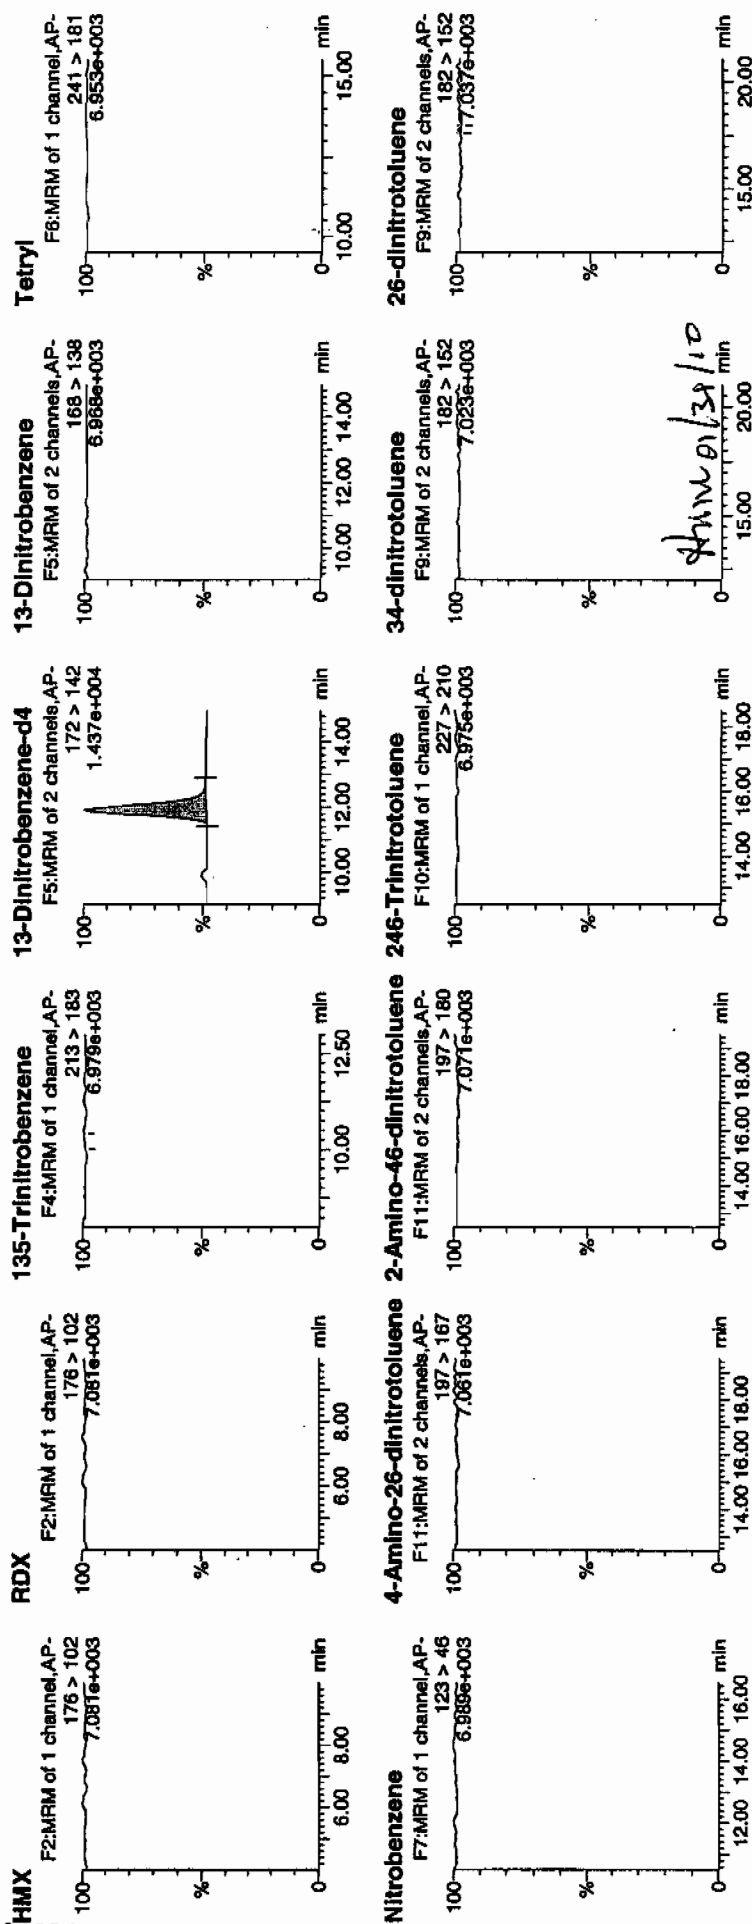 HMX
F2:MRM of 1 channel,AP-
176 > 102
7.081e+003
100
%
0
6.00 8.00 min
RDX
F2:MRM of 1 channel,AP-
176 > 102
7.081e+003
100
%
0
6.00 8.00 min
135-Trinitrobenzene
F4:MRM of 1 channel,AP-
213 > 183
6.979e+003
100
%
0
10.00 12.50 min
13-Dinitrobenzene-d4
F5:MRM of 2 channels,AP-
172 > 142
1.437e+004
100
%
0
10.00 12.00 14.00 min
13-Dinitrobenzene
F5:MRM of 2 channels,AP-
168 > 138
6.968e+003
100
%
0
10.00 12.00 14.00 min
Tetryl
F6:MRM of 1 channel,AP-
241 > 181
6.953e+003
100
%
0
10.00 15.00 min
Nitrobenzene
F7:MRM of 1 channel,AP-
123 > 46
6.989e+003
100
%
0
12.00 14.00 16.00 min
4-Amino-26-dinitrotoluene
F11:MRM of 2 channels,AP-
197 > 167
7.061e+003
100
%
0
14.00 16.00 18.00 min
2-Amino-46-dinitrotoluene
F11:MRM of 2 channels,AP-
197 > 180
7.071e+003
100
%
0
14.00 16.00 18.00 min
246-Trinitrotoluene
F10:MRM of 1 channel,AP-
227 > 210
6.975e+003
100
%
0
14.00 16.00 18.00 min
34-dinitrotoluene
F9:MRM of 2 channels,AP-
182 > 152
7.023e+003
100
%
0
15.00 20.00 min
26-dinitrotoluene
F9:MRM of 2 channels,AP-
182 > 152
7.037e+003
100
%
0
15.00 20.00 min